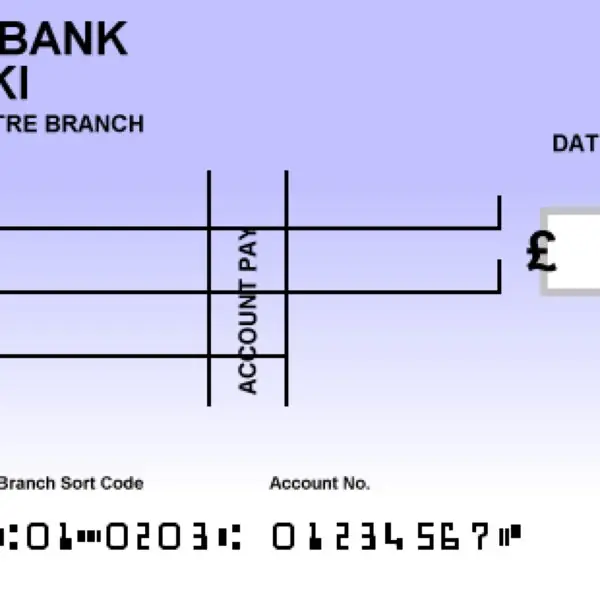 BANK
KI
TRE BRANCH
DAT
£
ACCOUNT PAY
Branch Sort Code
Account No.
⑆01⑉0203⑆ 01234567⑈